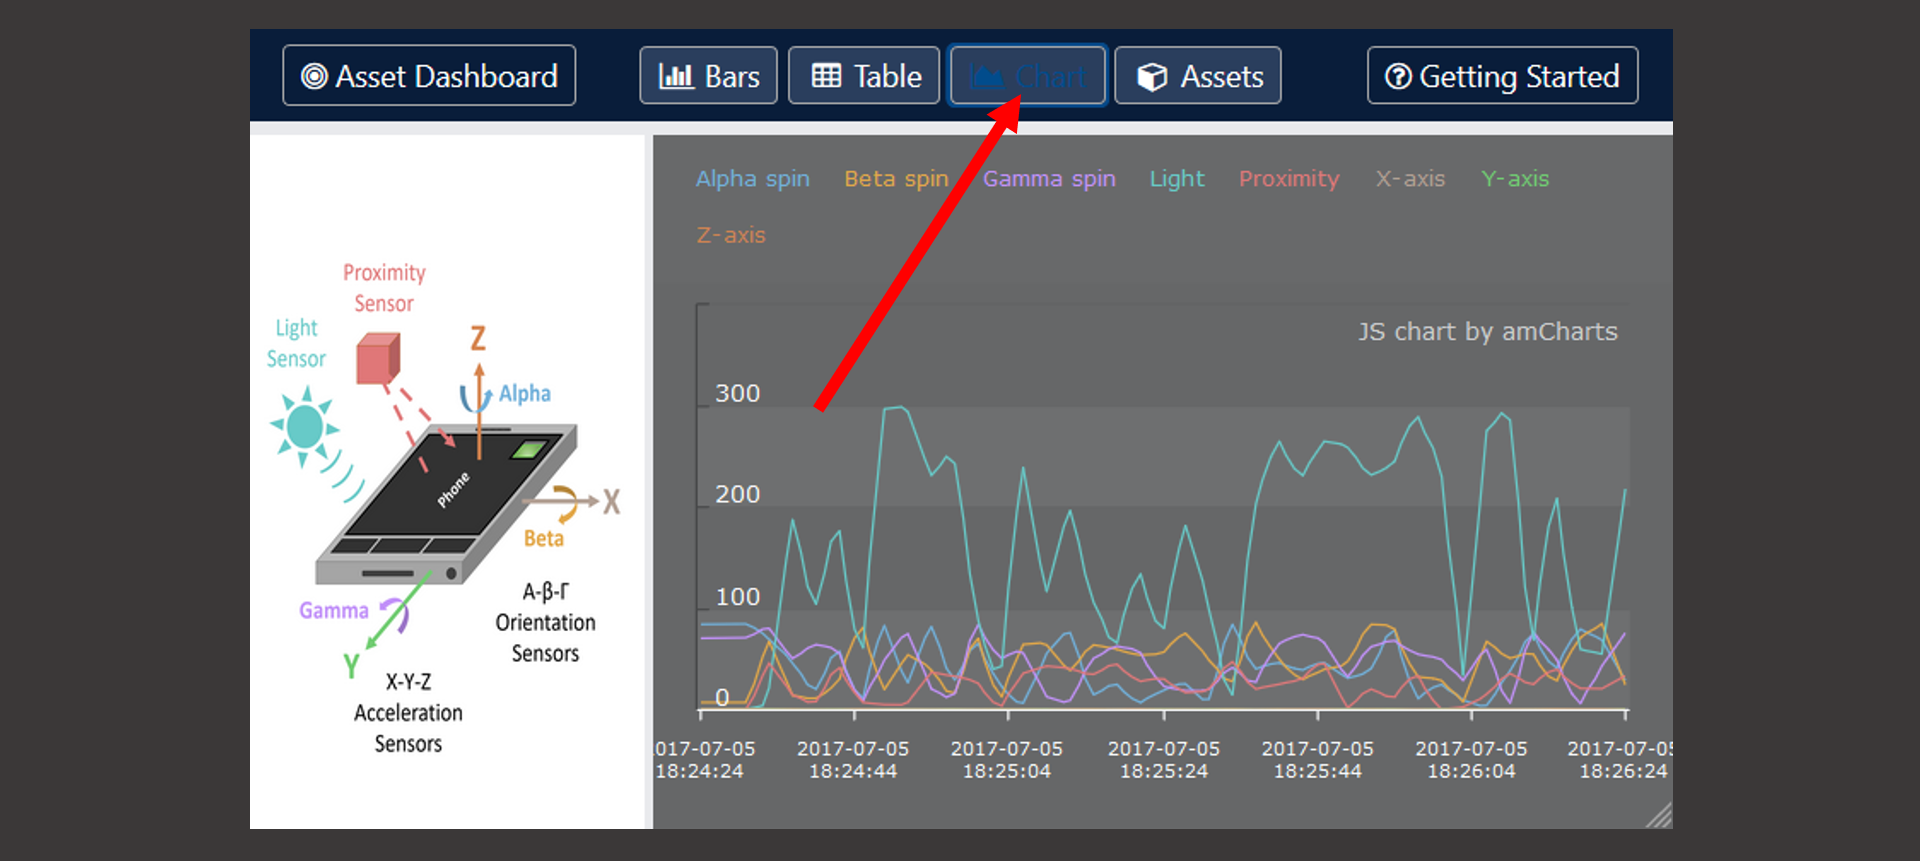 Asset Dashboard
Bars
Table
Chart
Assets
Getting Started
Alpha spin
Beta spin
Gamma spin
Light
Proximity
X-axis
Y-axis
Z-axis
JS chart by amCharts
300
200
100
0
2017-07-05
18:24:24
2017-07-05
18:24:44
2017-07-05
18:25:04
2017-07-05
18:25:24
2017-07-05
18:25:44
2017-07-05
18:26:04
2017-07-05
18:26:24
Proximity
Sensor
Light
Sensor
Z
Alpha
Phone
X
Beta
Gamma
Y
A-β-Γ
Orientation
Sensors
X-Y-Z
Acceleration
Sensors